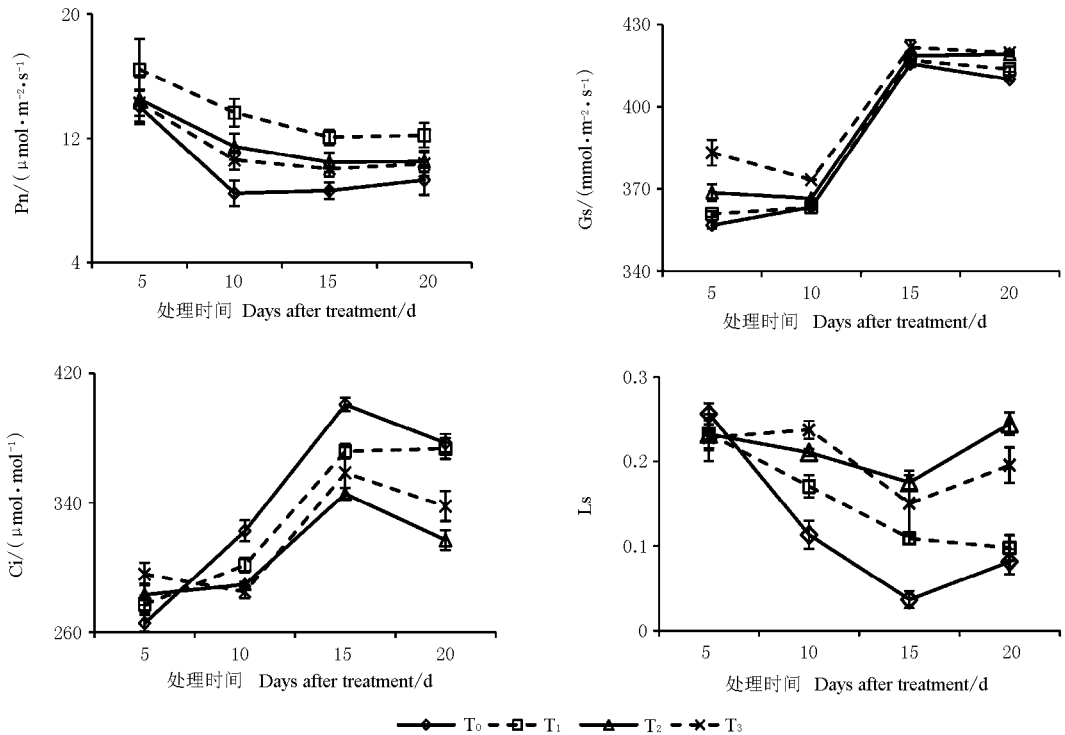 20
12
4
Pn/(μmol·m⁻²·s⁻¹)
5 10 15 20
处理时间 Days after treatment/d
430
400
370
340
Gs/(mmol·m⁻²·s⁻¹)
5 10 15 20
处理时间 Days after treatment/d
420
340
260
Ci/(μmol·mol⁻¹)
5 10 15 20
处理时间 Days after treatment/d
0.3
0.2
0.1
0
Ls
5 10 15 20
处理时间 Days after treatment/d
T₀ T₁ T₂ T₃